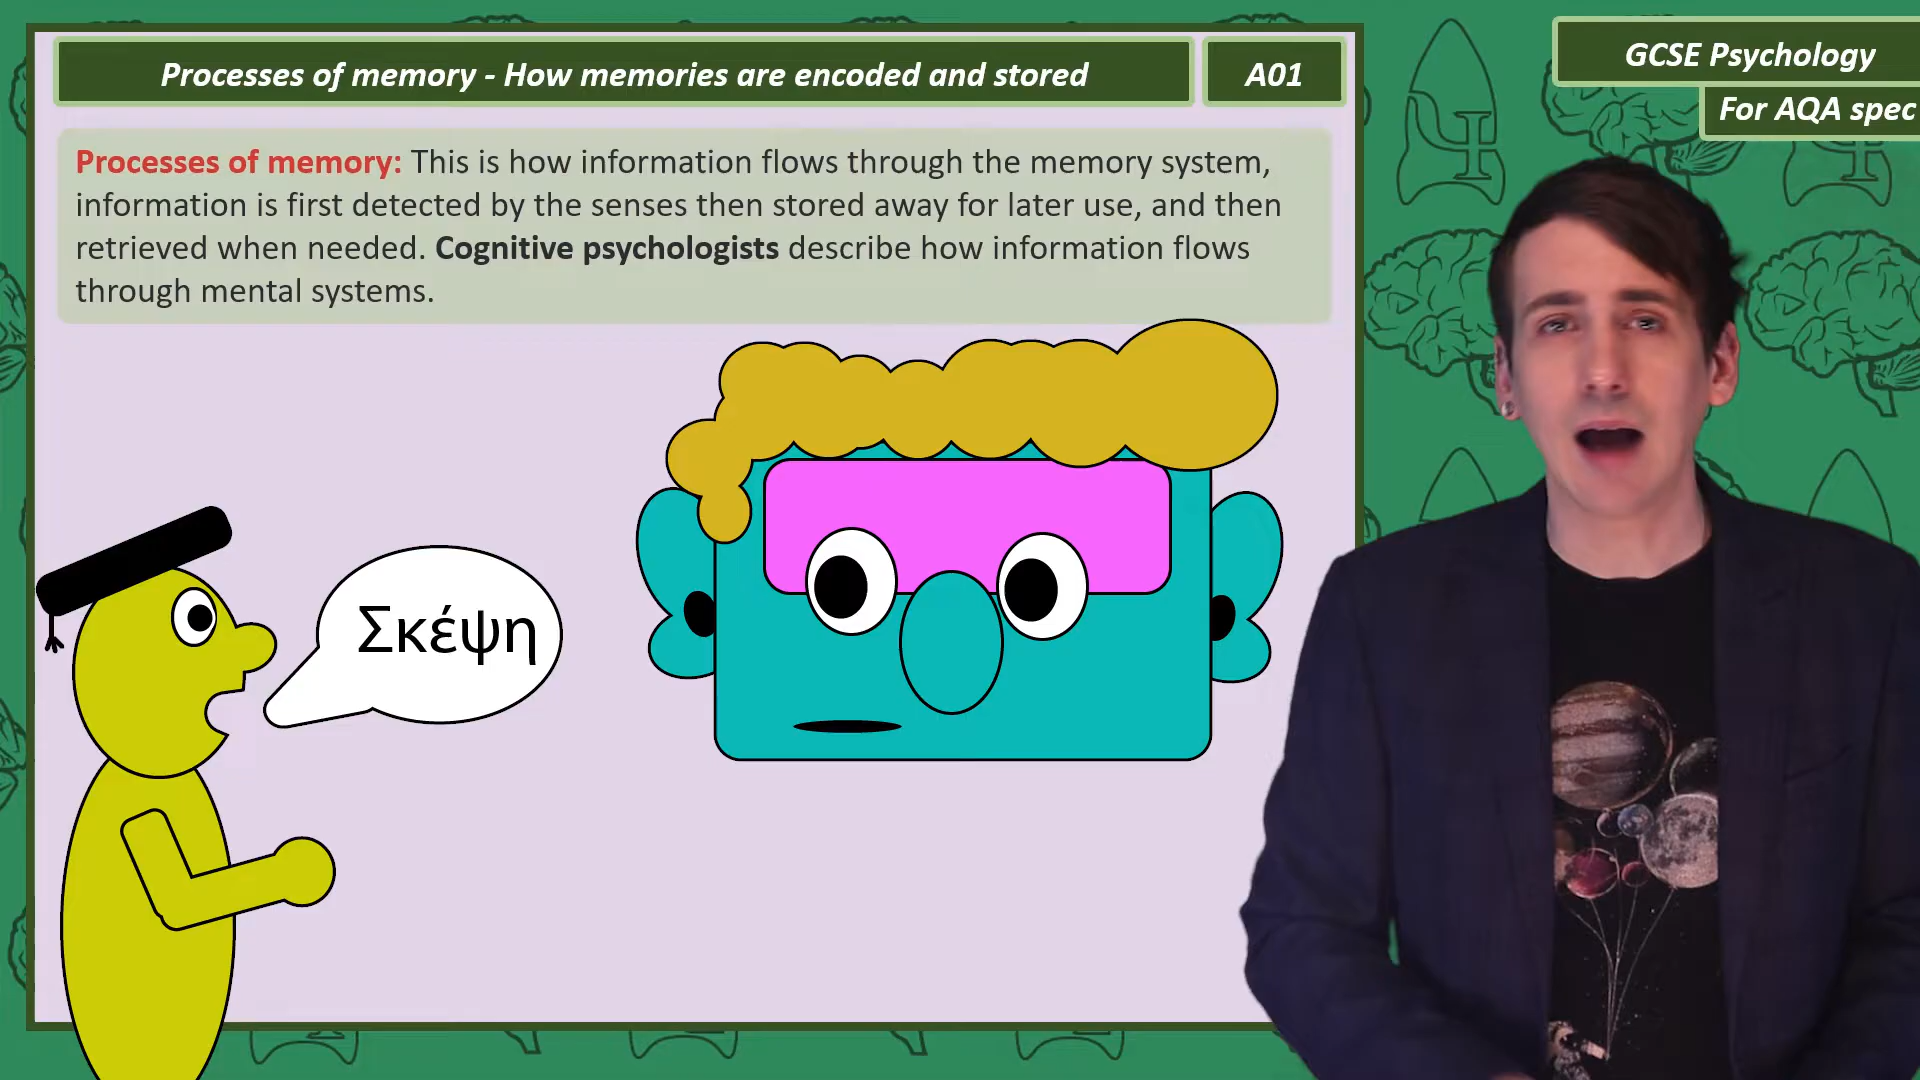 Processes of memory - How memories are encoded and stored
A01
GCSE Psychology
For AQA spec
Processes of memory: This is how information flows through the memory system,
information is first detected by the senses then stored away for later use, and then
retrieved when needed. Cognitive psychologists describe how information flows
through mental systems.
Σκέψη